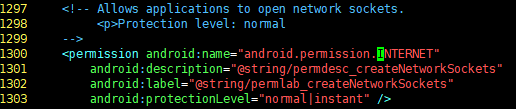 1297 <!-- Allows applications to open network sockets.
1298 <p>Protection level: normal
1299 -->
1300 <permission android:name="android.permission.INTERNET"
1301 android:description="@string/permdesc_createNetworkSockets"
1302 android:label="@string/permlab_createNetworkSockets"
1303 android:protectionLevel="normal|instant" />